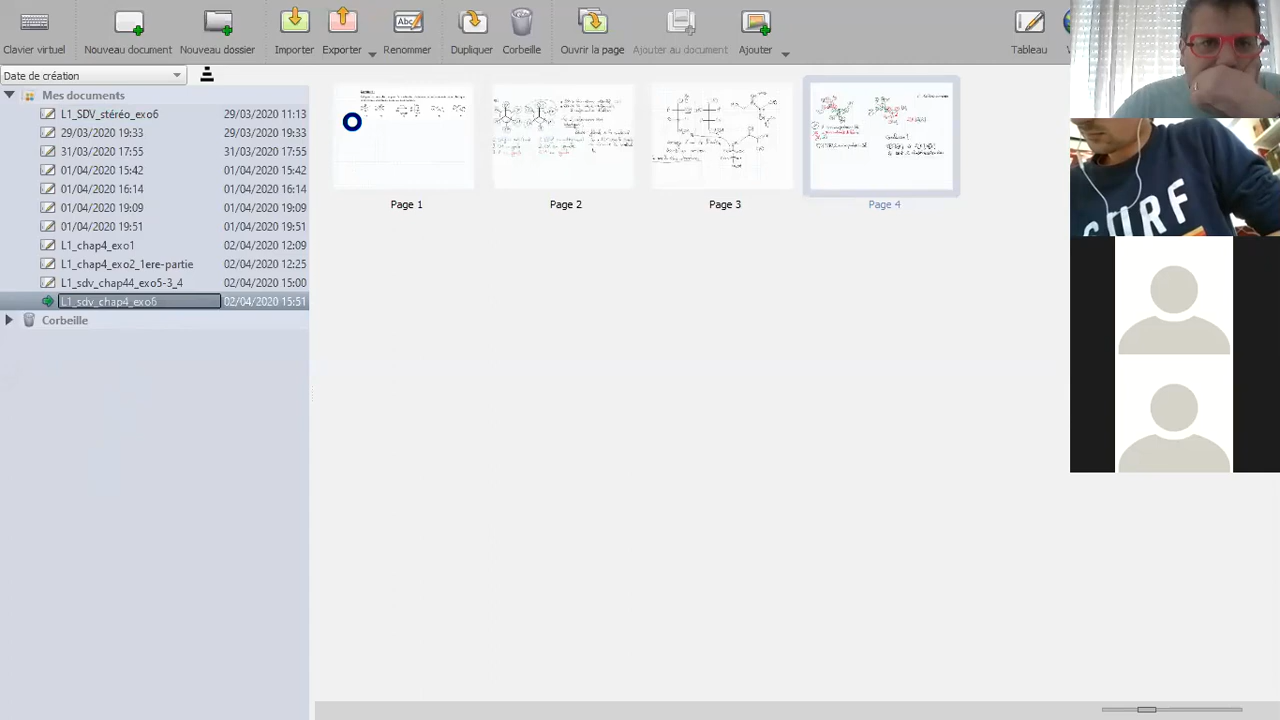 Clavier virtuel
Nouveau document
Nouveau dossier
Importer
Exporter
Renommer
Dupliquer
Corbeille
Ouvrir la page
Ajouter au document
Ajouter
Tableau
Date de création
Mes documents
L1_SDV_stéréo_exo6 29/03/2020 11:13
29/03/2020 19:33 29/03/2020 19:33
31/03/2020 17:55 31/03/2020 17:55
01/04/2020 15:42 01/04/2020 15:42
01/04/2020 16:14 01/04/2020 16:14
01/04/2020 19:09 01/04/2020 19:09
01/04/2020 19:51 01/04/2020 19:51
L1_chap4_exo1 02/04/2020 12:09
L1_chap4_exo2_1ere-partie 02/04/2020 12:25
L1_sdv_chap44_exo5-3_4 02/04/2020 15:00
L1_sdv_chap4_exo6 02/04/2020 15:51
Corbeille
Page 1
Page 2
Page 3
Page 4
SURF